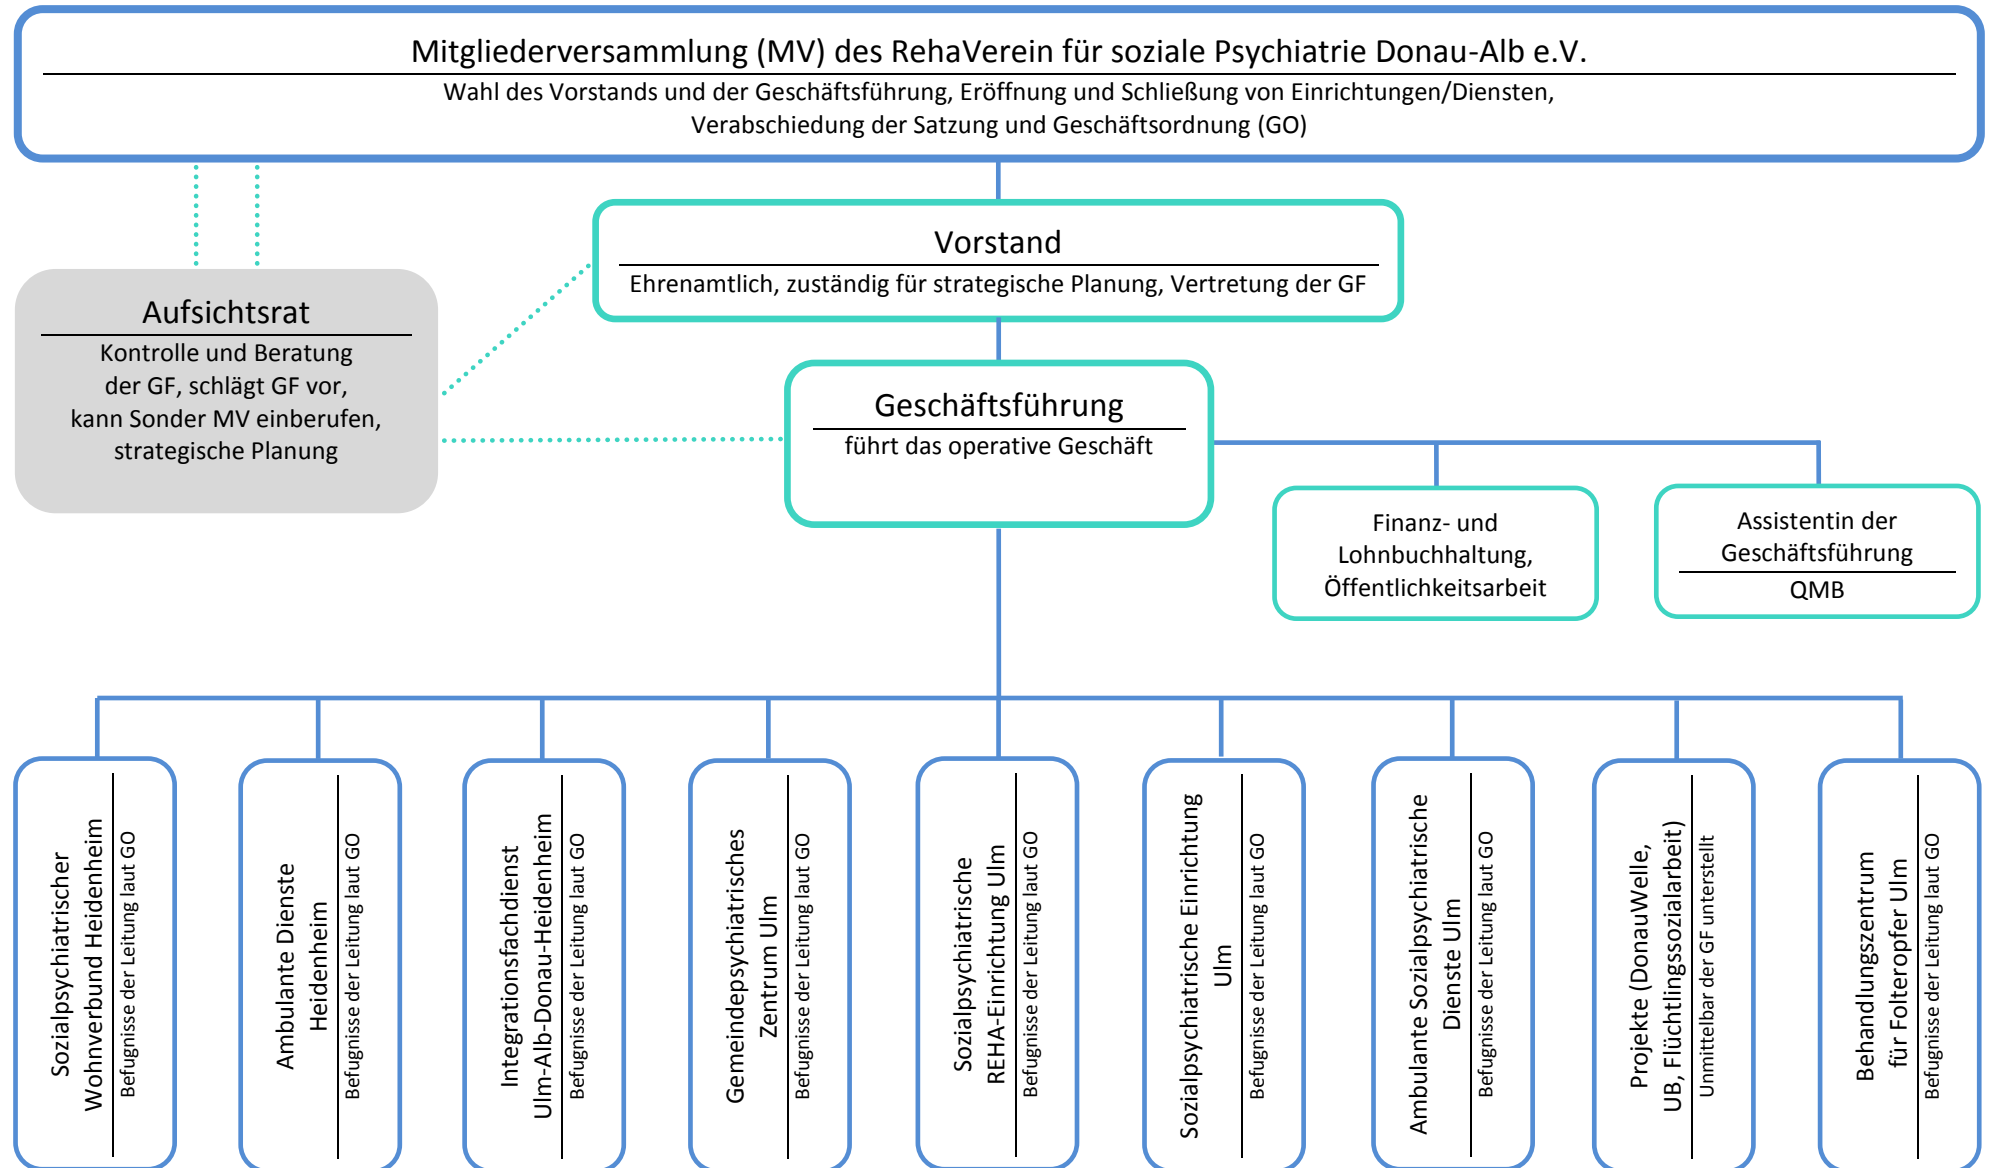 Mitgliederversammlung (MV) des RehaVerein für soziale Psychiatrie Donau-Alb e.V.
Wahl des Vorstands und der Geschäftsführung, Eröffnung und Schließung von Einrichtungen/Diensten,
Verabschiedung der Satzung und Geschäftsordnung (GO)
Vorstand
Ehrenamtlich, zuständig für strategische Planung, Vertretung der GF
Aufsichtsrat
Kontrolle und Beratung
der GF, schlägt GF vor,
kann Sonder MV einberufen,
strategische Planung
Geschäftsführung
führt das operative Geschäft
Finanz- und
Lohnbuchhaltung,
Öffentlichkeitsarbeit
Assistentin der
Geschäftsführung
QMB
Sozialpsychiatrischer
Wohnverbund Heidenheim
Befugnisse der Leitung laut GO
Ambulante Dienste
Heidenheim
Befugnisse der Leitung laut GO
Integrationsfachdienst
Ulm-Alb-Donau-Heidenheim
Befugnisse der Leitung laut GO
Gemeindepsychiatrisches
Zentrum Ulm
Befugnisse der Leitung laut GO
Sozialpsychiatrische
REHA-Einrichtung Ulm
Befugnisse der Leitung laut GO
Sozialpsychiatrische Einrichtung
Ulm
Befugnisse der Leitung laut GO
Ambulante Sozialpsychiatrische
Dienste Ulm
Befugnisse der Leitung laut GO
Projekte (DonauWelle,
UB, Flüchtlingssozialarbeit)
Unmittelbar der GF unterstellt
Behandlungszentrum
für Folteropfer Ulm
Befugnisse der Leitung laut GO